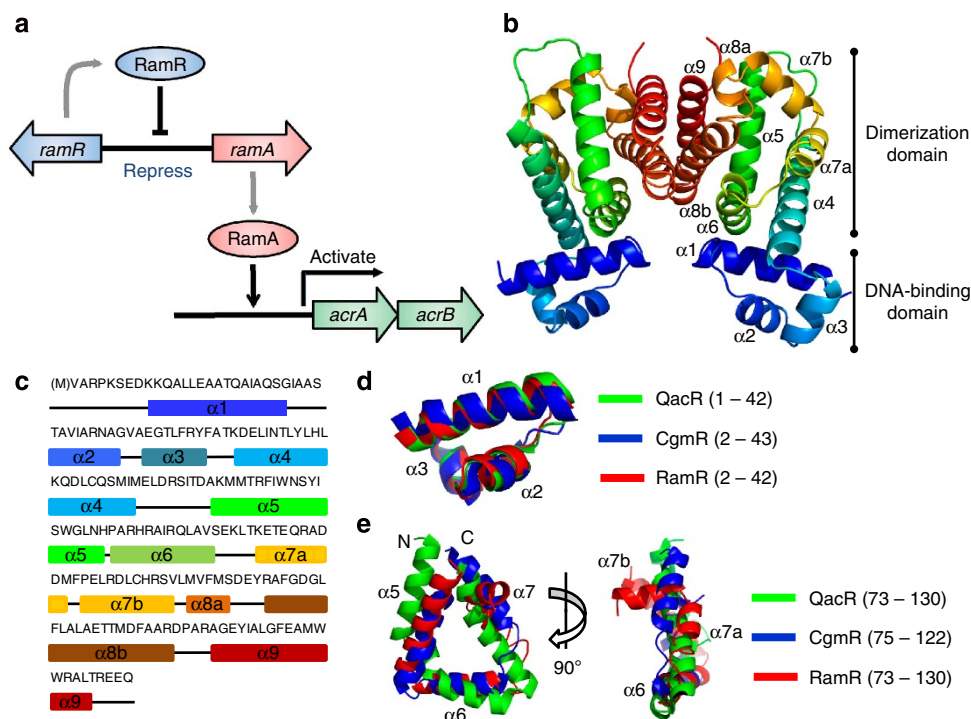 a
RamR
ramR
ramA
Repress
RamA
Activate
acrA
acrB
b
α8a
α9
α7b
α5
α7a
α4
α8b
α6
α1
α2
α3
Dimerization
domain
DNA-binding
domain
c
(M)VARPKSEDKKQALLEAATQAIAQSGIAAS
α1
TAVIARNAGVAEGTLFRYFATKDELINTLYLHL
α2 α3 α4
KQDLCQSMIMELDRSITDAKMMTRFIWNSYI
α4 α5
SWGLNHPARHRAIRQLAVSEKLTKETEQRAD
α5 α6 α7a
DMFPELRDLCHRSVLMVFMSDEYRAFGDGL
α7b α8a
FLALAETTMDFAARDPARAGEYIALGFEAMW
α8b α9
WRALTREEQ
α9
d
α1
α3
α2
QacR (1 – 42)
CgmR (2 – 43)
RamR (2 – 42)
e
N C
α5
α7
α6
90°
α7b
α7a
α6
QacR (73 – 130)
CgmR (75 – 122)
RamR (73 – 130)